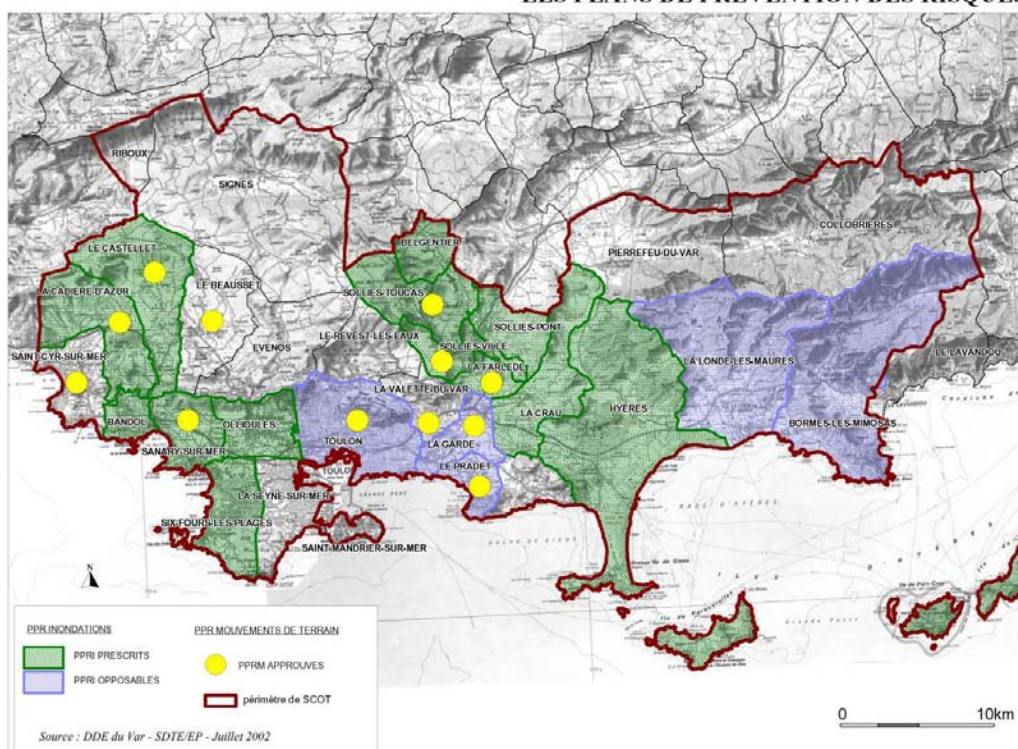 LES PLANS DE PREVENTION DES RISQUES
RIBOUX
SIGNES
COLLOBRIERES
BELGENTIER
LE CASTELLET
PIERREFEU-DU-VAR
LE BEAUSSET
LA CADIERE-D'AZUR
SOLLIES-TOUCAS
SOLLIES-PONT
LE-REVEST-LES-EAUX
EVENOS
SOLLIES-VILLE
SAINT-CYR-SUR-MER
LA FARLEDE
LA LONDE-LES-MAURES
LE LAVANDOU
LA-VALETTE-DU-VAR
LA CRAU
HYERES
BANDOL
OLLIOULES
SANARY-SUR-MER
TOULON
LA GARDE
BORMES-LES-MIMOSAS
LE PRADET
TOULON
LA SEYNE-SUR-MER
SIX-FOURS-LES-PLAGES
SAINT-MANDRIER-SUR-MER
N
PPR INONDATIONS
PPR MOUVEMENTS DE TERRAIN
PPRI PRESCRITS
PPRM APPROUVES
PPRI OPPOSABLES
périmètre de SCOT
Source : DDE du Var - SDTE/EP - Juillet 2002
0 10km